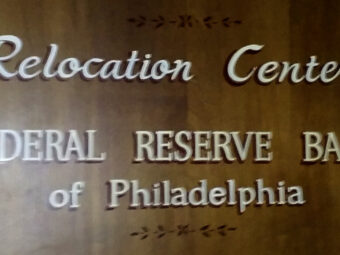 Relocation Cente
DERAL RESERVE BA
of Philadelphia